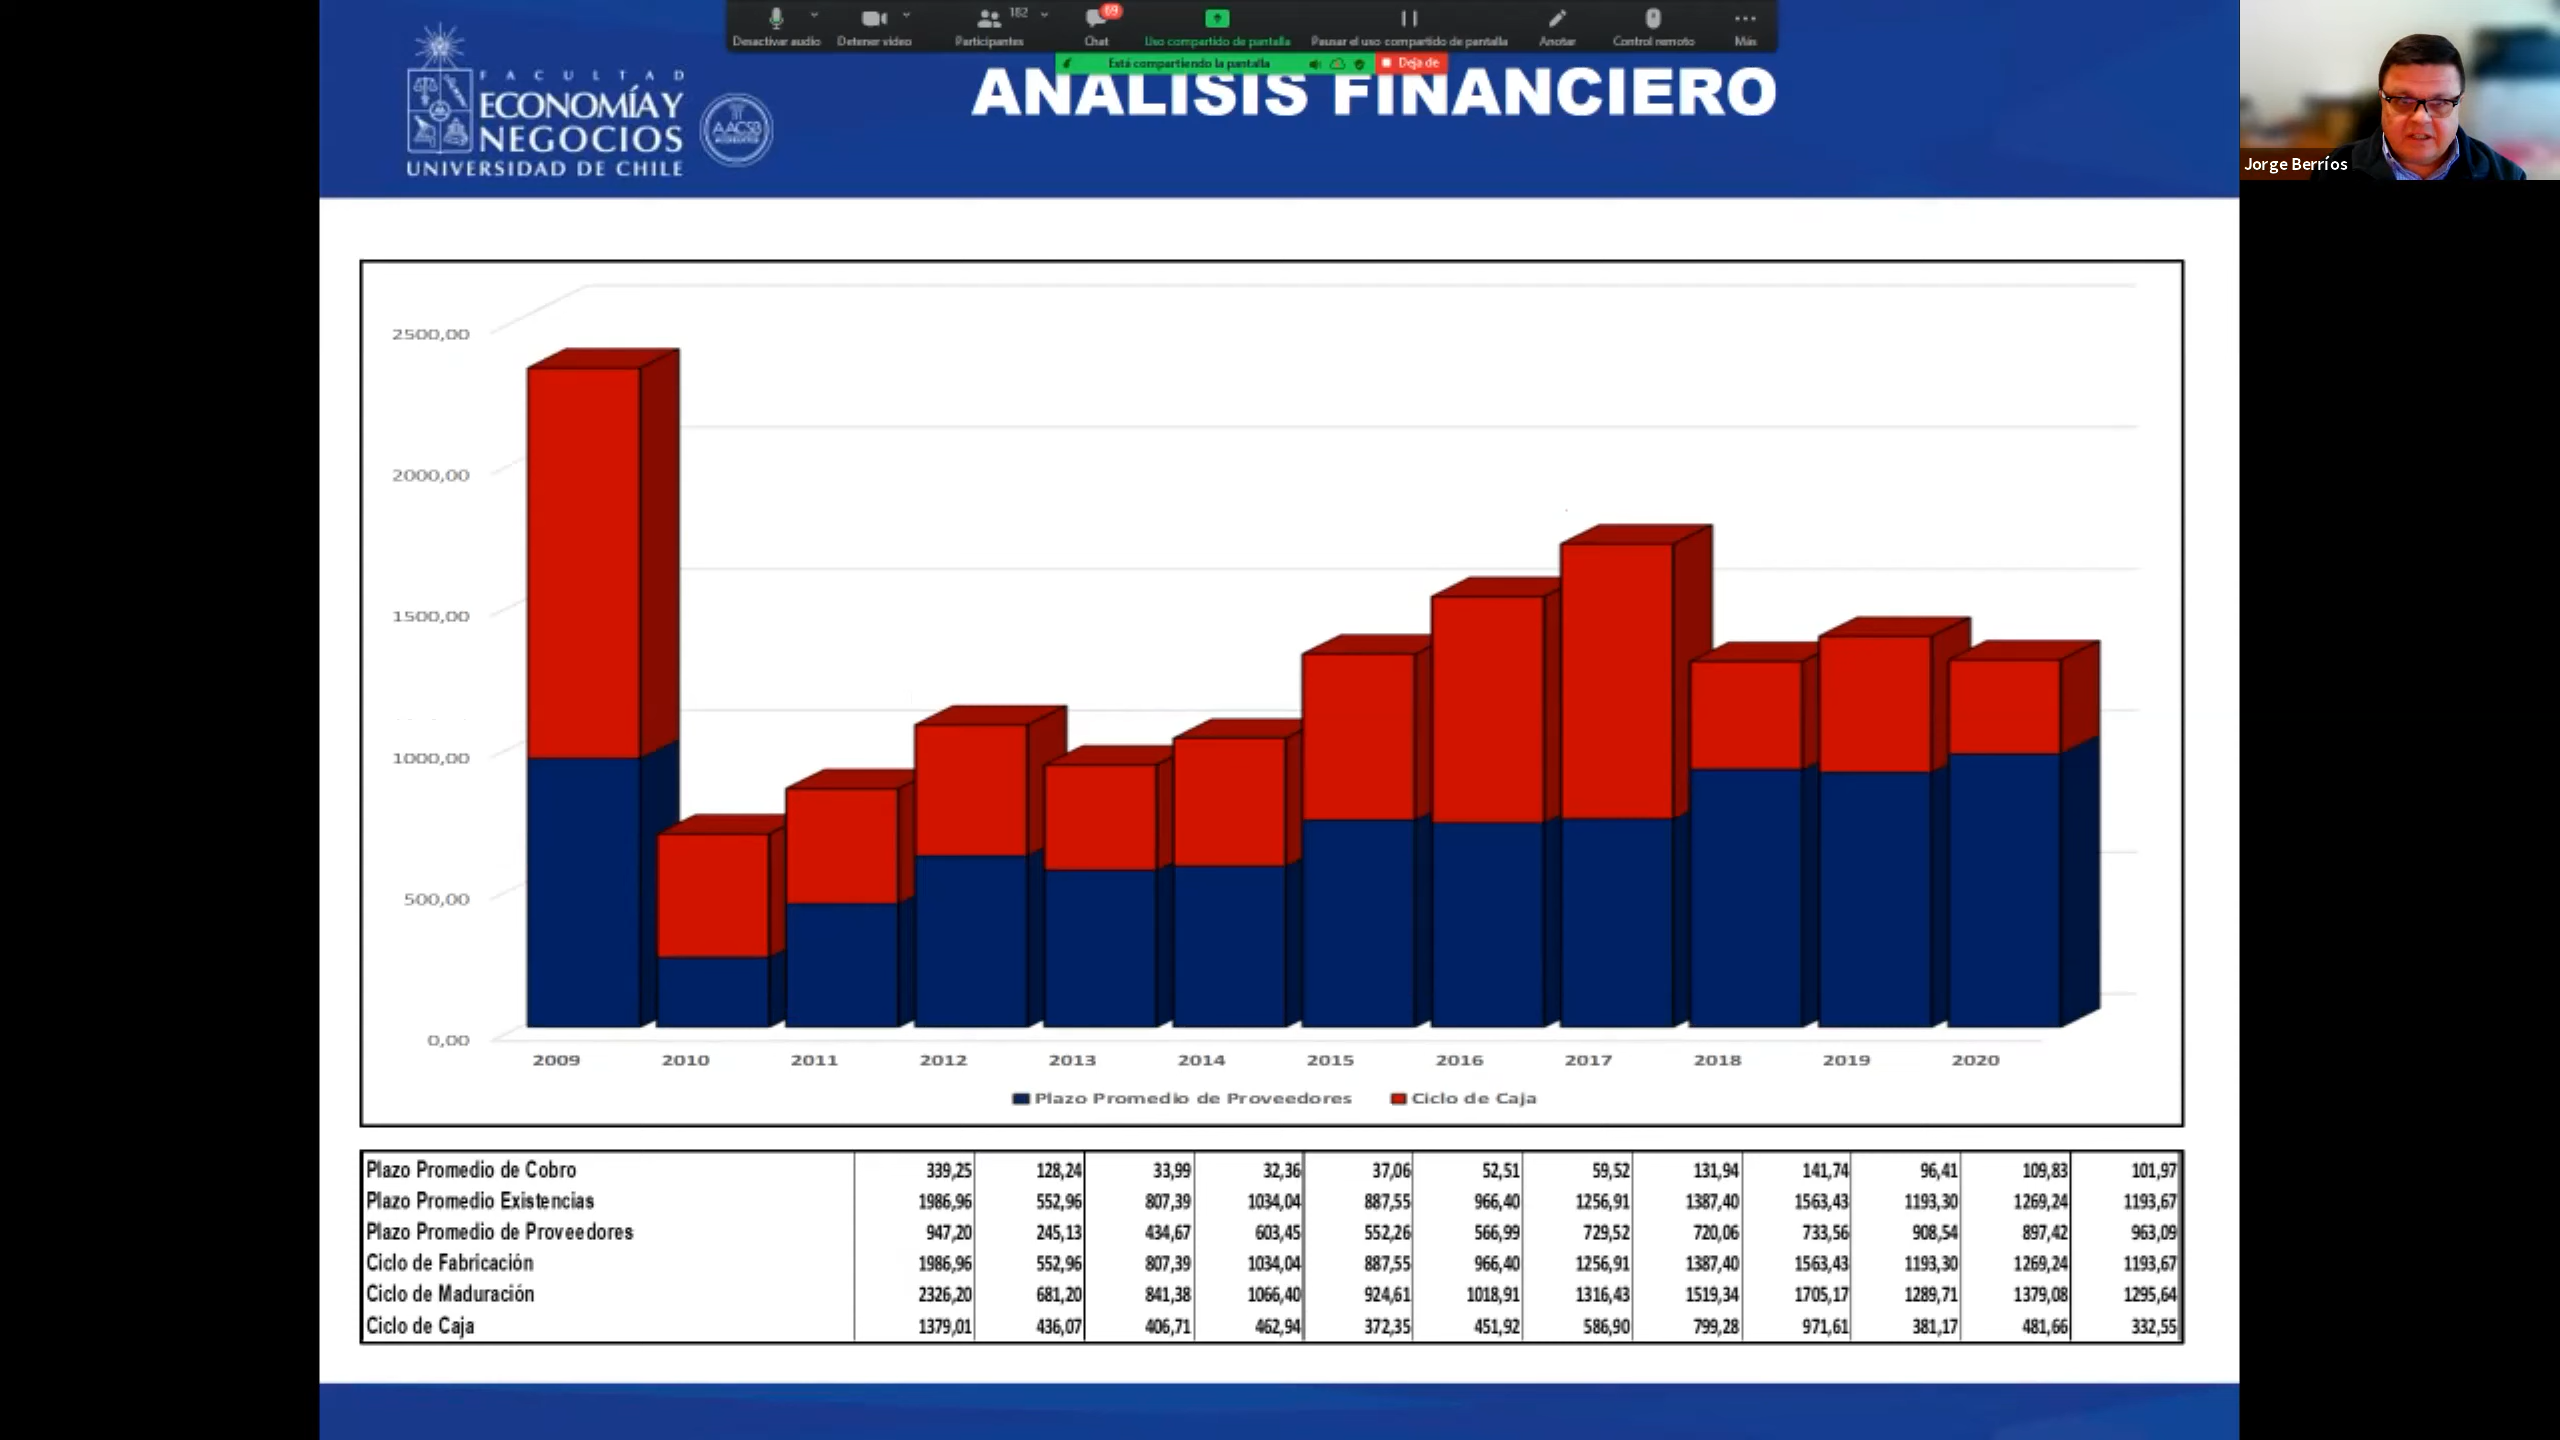 Desactivar audio Detener video Participantes 182 Chat 69 Uso compartido de pantalla Pausar el uso compartido de pantalla Anotar Control remoto Más
Está compartiendo la pantalla Deja de
FACULTAD
ECONOMÍA Y
NEGOCIOS
UNIVERSIDAD DE CHILE
AACSB
ANALISIS FINANCIERO
Jorge Berríos
2500,00
2000,00
1500,00
1000,00
500,00
0,00
2009 2010 2011 2012 2013 2014 2015 2016 2017 2018 2019 2020
Plazo Promedio de Proveedores Ciclo de Caja
Plazo Promedio de Cobro 339,25 128,24 33,99 32,36 37,06 52,51 59,52 131,94 141,74 96,41 109,83 101,97
Plazo Promedio Existencias 1986,96 552,96 807,39 1034,04 887,55 966,40 1256,91 1387,40 1563,43 1193,30 1269,24 1193,67
Plazo Promedio de Proveedores 947,20 245,13 434,67 603,45 552,26 566,99 729,52 720,06 733,56 908,54 897,42 963,09
Ciclo de Fabricación 1986,96 552,96 807,39 1034,04 887,55 966,40 1256,91 1387,40 1563,43 1193,30 1269,24 1193,67
Ciclo de Maduración 2326,20 681,20 841,38 1066,40 924,61 1018,91 1316,43 1519,34 1705,17 1289,71 1379,08 1295,64
Ciclo de Caja 1379,01 436,07 406,71 462,94 372,35 451,92 586,90 799,28 971,61 381,17 481,66 332,55